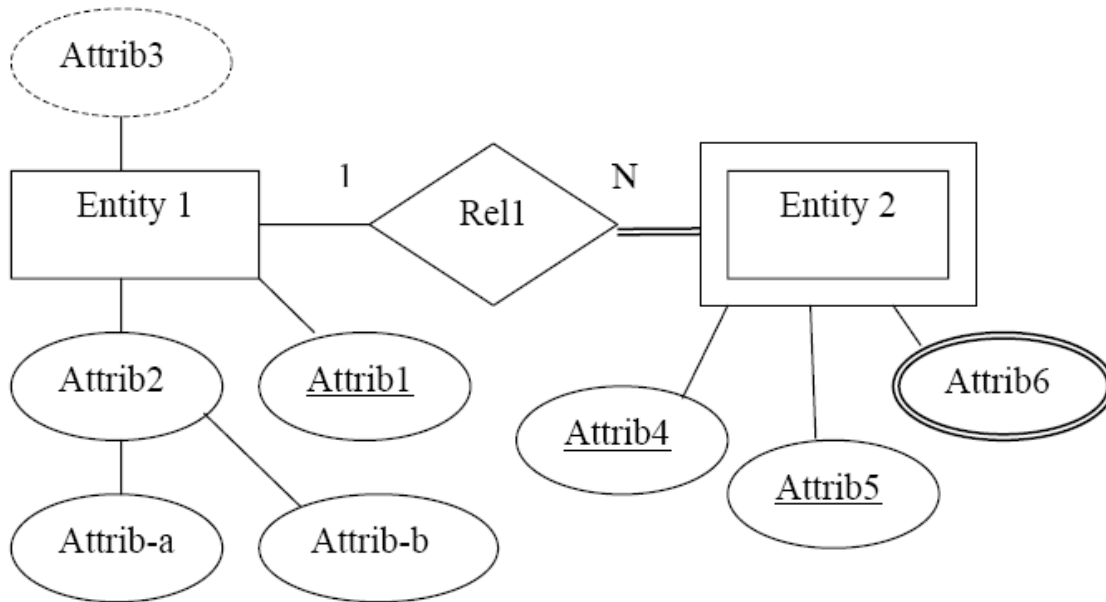 Attrib3
Entity 1
1
Rel1
N
Entity 2
Attrib2
Attrib1
Attrib4
Attrib5
Attrib6
Attrib-a
Attrib-b